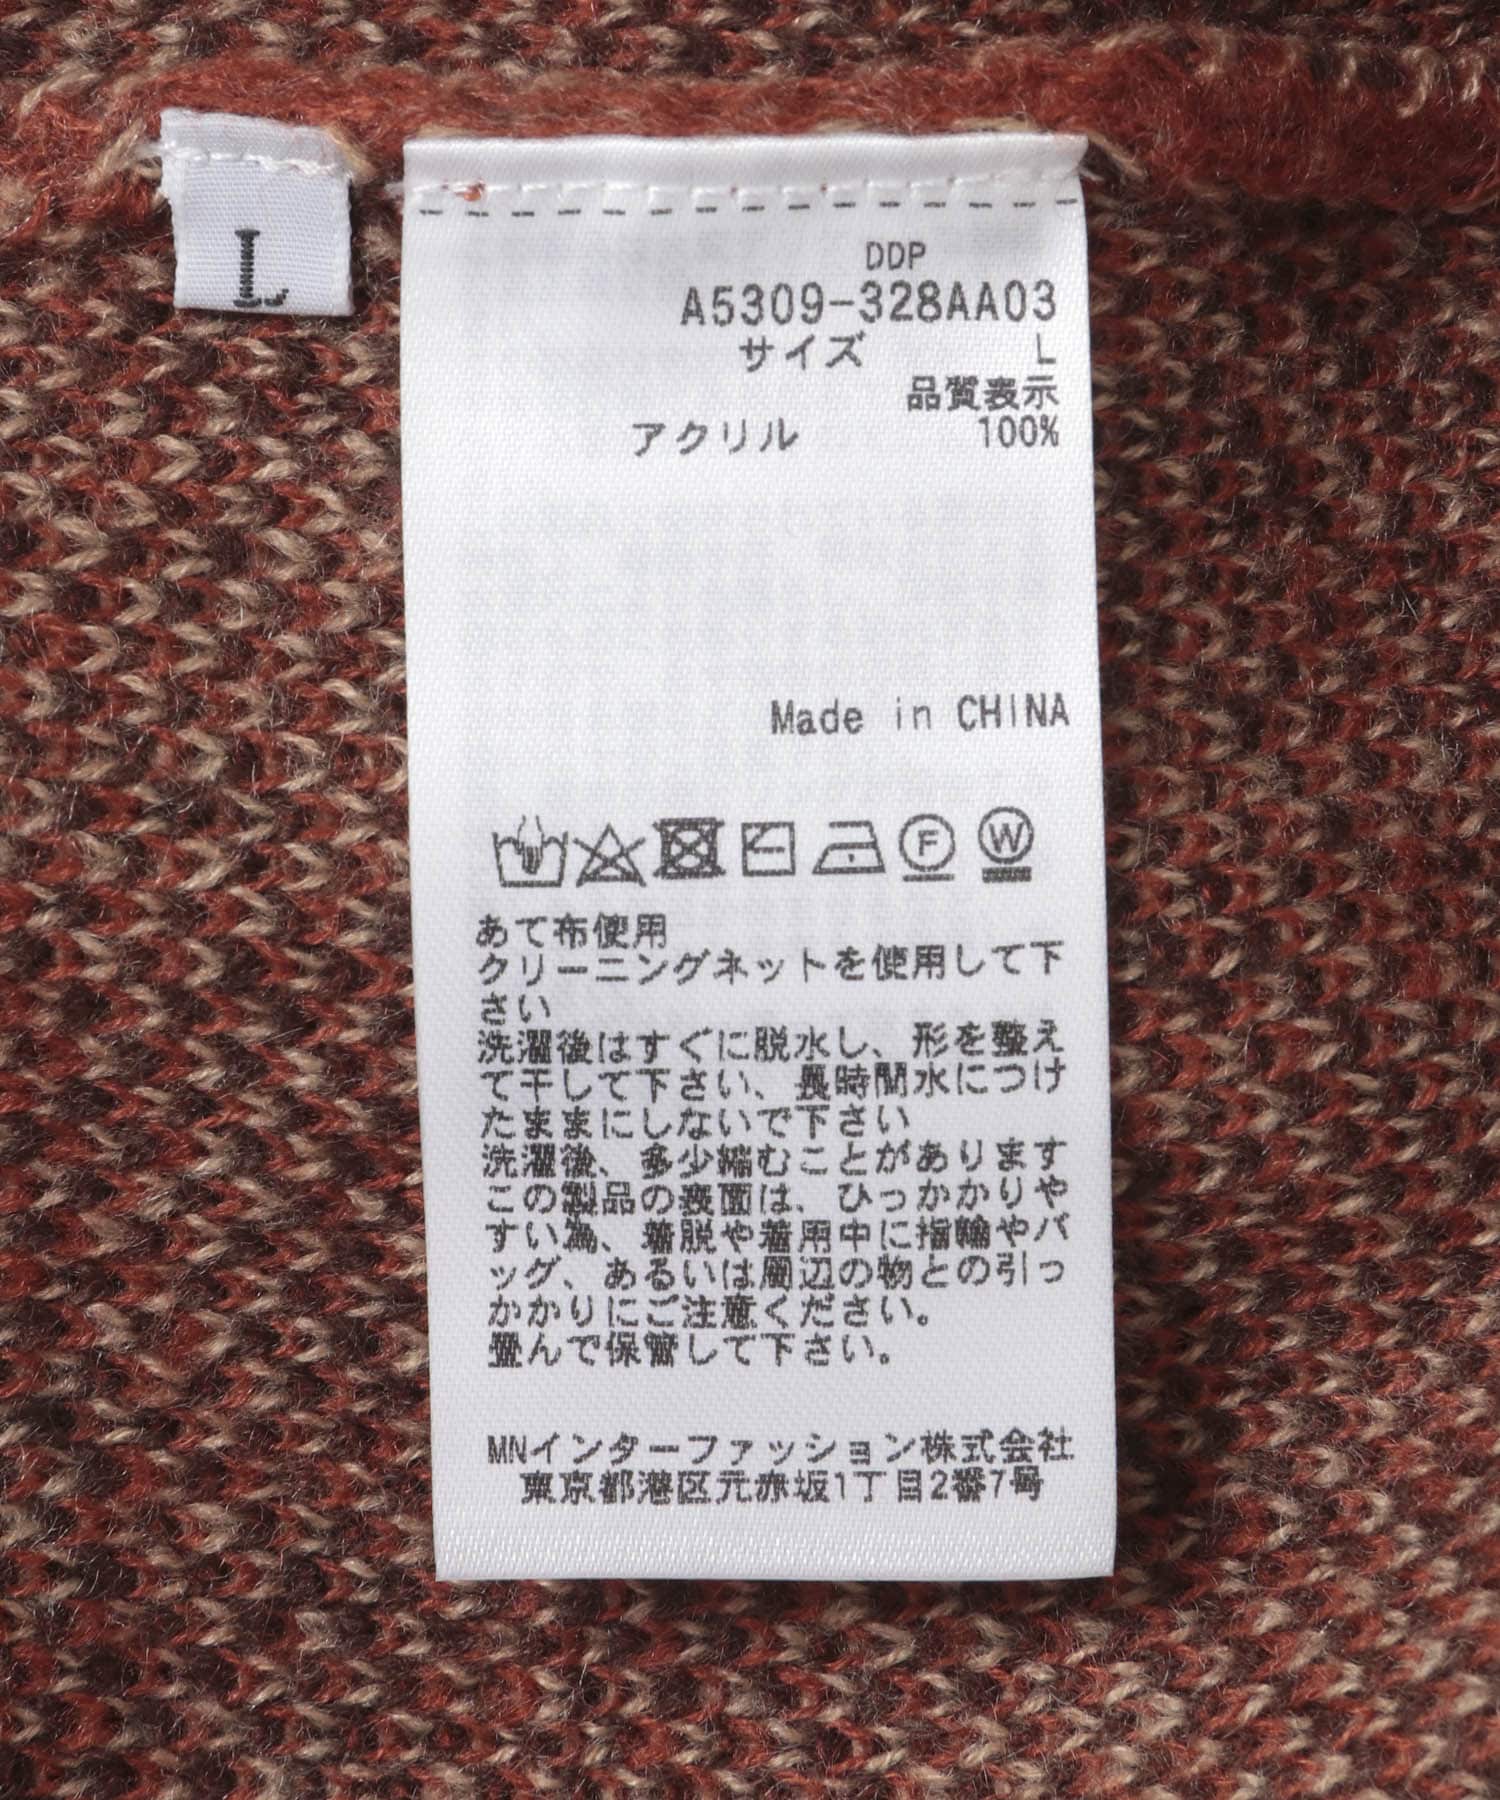 L
DDP
A5309-328AA03
サイズ L
品質表示
アクリル 100%
Made in CHINA
F W
あて布使用
クリーニングネットを使用して下
さい
洗濯後はすぐに脱水し、形を整え
て干して下さい、長時間水につけ
たままにしないで下さい
洗濯後、多少縮むことがあります
この製品の表面は、ひっかかりや
すい為、着脱や着用中に指輪やバ
ッグ、あるいは周辺の物との引っ
かかりにご注意ください。
畳んで保管して下さい。
MNインターファッション株式会社
東京都港区元赤坂1丁目2番7号